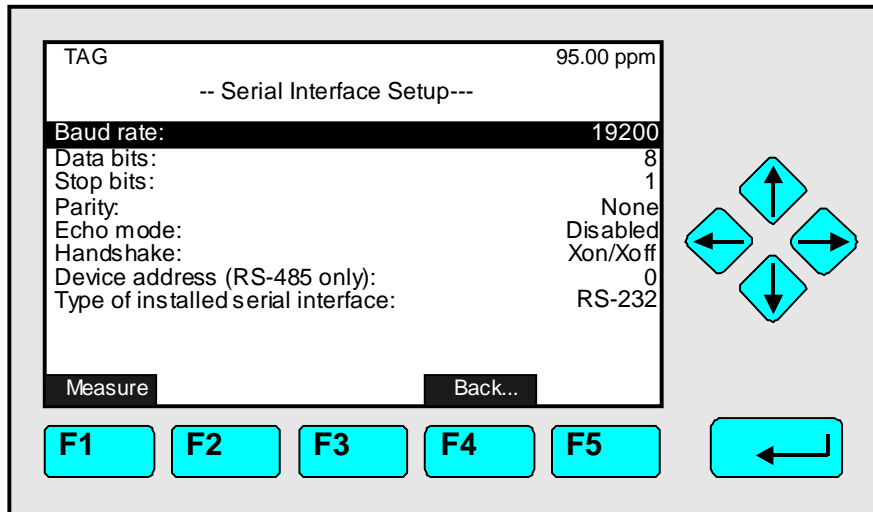 TAG 95.00 ppm
-- Serial Interface Setup---
Baud rate: 19200
Data bits: 8
Stop bits: 1
Parity: None
Echo mode: Disabled
Handshake: Xon/Xoff
Device address (RS-485 only): 0
Type of installed serial interface: RS-232
Measure Back...
F1 F2 F3 F4 F5